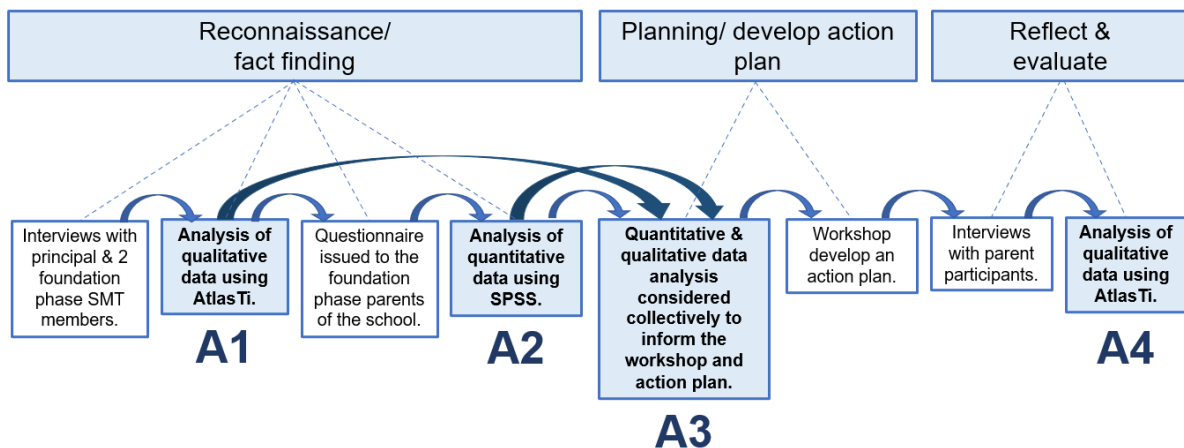 Reconnaissance/
fact finding
Planning/ develop action
plan
Reflect &
evaluate
Interviews with
principal & 2
foundation
phase SMT
members.
Analysis of
qualitative
data using
AtlasTi.
A1
Questionnaire
issued to the
foundation
phase parents
of the school.
Analysis of
quantitative
data using
SPSS.
A2
Quantitative &
qualitative data
analysis
considered
collectively to
inform the
workshop and
action plan.
A3
Workshop
develop an
action plan.
Interviews with
parent
participants.
Analysis of
qualitative
data using
AtlasTi.
A4